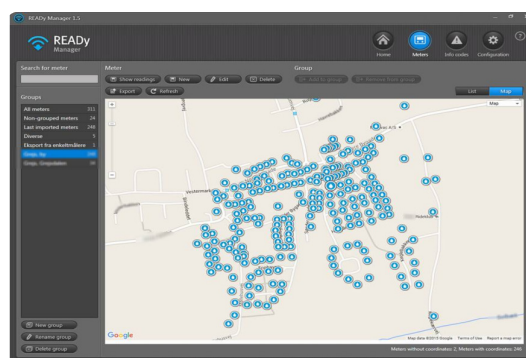 READy Manager 1.5
READy
Manager
Home
Meters
Info codes
Configuration
Search for meter
Meter
Group
Show readings
New
Edit
Delete
Add to group
Remove from group
Export
Refresh
List
Map
Groups
All meters 311
Non-grouped meters 24
Last imported meters 248
Diverse 5
Eksport fra enkeltmålere
Map
Google
Map data ©2013 Google
Terms of Use
Report a map error
New group
Rename group
Delete group
Meters without coordinates 2, Meters with coordinates 246